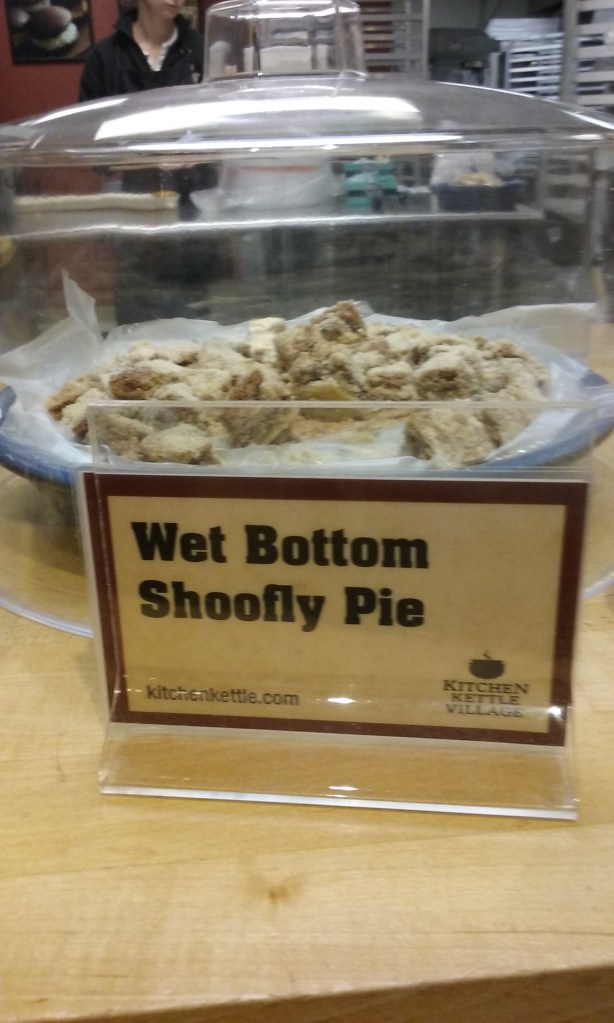 Wet Bottom
Shoofly Pie
kitchenkettle.com
KITCHEN
KETTLE
VILLAGE